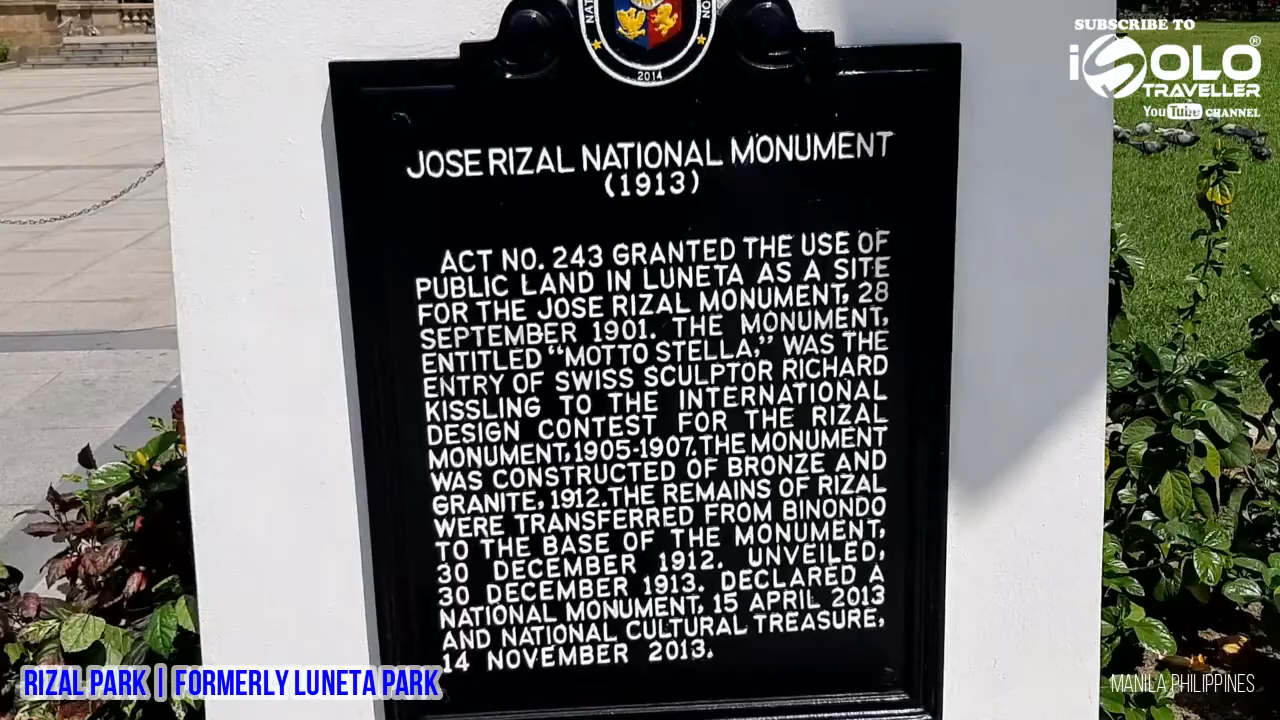 SUBSCRIBE TO
iSOLO®
TRAVELLER
YouTube CHANNEL
2014
JOSE RIZAL NATIONAL MONUMENT
(1913)
ACT NO. 243 GRANTED THE USE OF
PUBLIC LAND IN LUNETA AS A SITE
FOR THE JOSE RIZAL MONUMENT, 28
SEPTEMBER 1901. THE MONUMENT,
ENTITLED "MOTTO STELLA," WAS THE
ENTRY OF SWISS SCULPTOR RICHARD
KISSLING TO THE INTERNATIONAL
DESIGN CONTEST FOR THE RIZAL
MONUMENT, 1905-1907. THE MONUMENT
WAS CONSTRUCTED OF BRONZE AND
GRANITE, 1912. THE REMAINS OF RIZAL
WERE TRANSFERRED FROM BINONDO
TO THE BASE OF THE MONUMENT,
30 DECEMBER 1912. UNVEILED,
30 DECEMBER 1913. DECLARED A
NATIONAL MONUMENT, 15 APRIL 2013
AND NATIONAL CULTURAL TREASURE,
14 NOVEMBER 2013.
RIZAL PARK | FORMERLY LUNETA PARK
MANILA PHILIPPINES